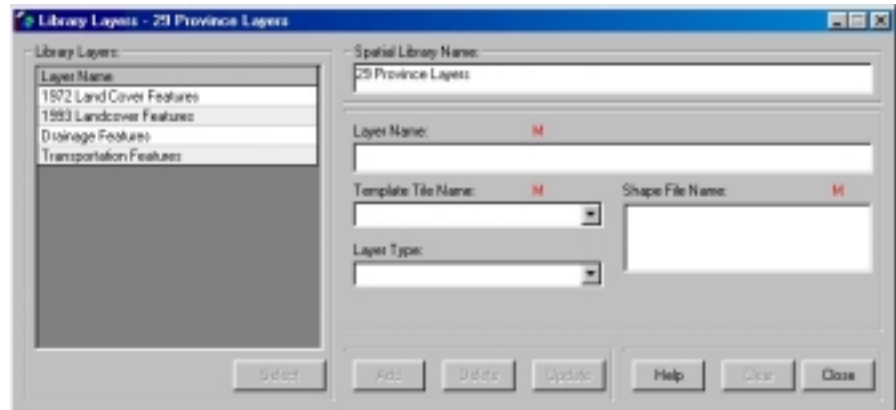 Library Layers - 29 Province Layers
Library Layers:
Layer Name
1972 Land Cover Features
1993 Landcover Features
Drainage Features
Transportation Features
Select
Spatial Library Name:
29 Province Layers
Layer Name: M
Template Tile Name: M
Shape File Name: M
Layer Type:
Add
Delete
Update
Help
Clear
Close